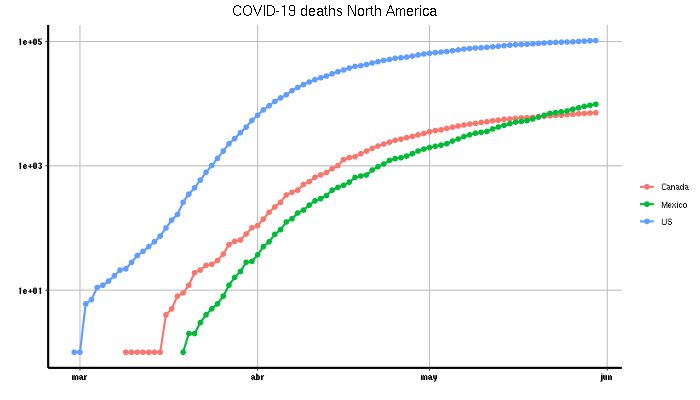 COVID-19 deaths North America
1e+05
1e+03
1e+01
mar abr may jun
Canada
Mexico
US